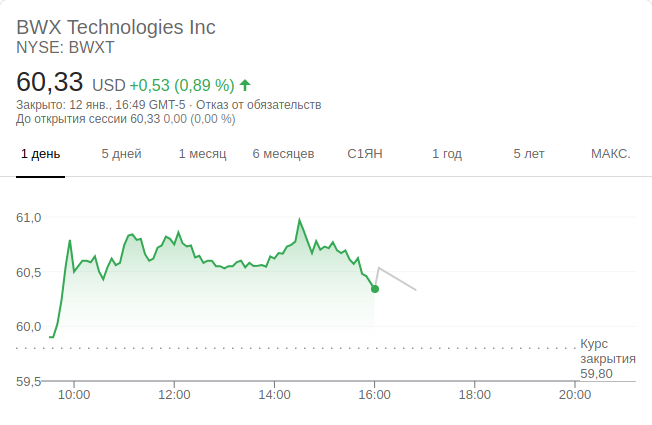 BWX Technologies Inc
NYSE: BWXT
60,33 USD +0,53 (0,89 %)
Закрыто: 12 янв., 16:49 GMT-5 · Отказ от обязательств
До открытия сессии 60,33 0,00 (0,00 %)
1 день 5 дней 1 месяц 6 месяцев С1ЯН 1 год 5 лет МАКС.
61,0
60,5
60,0
Курс
закрытия
59,80
59,5
10:00 12:00 14:00 16:00 18:00 20:00